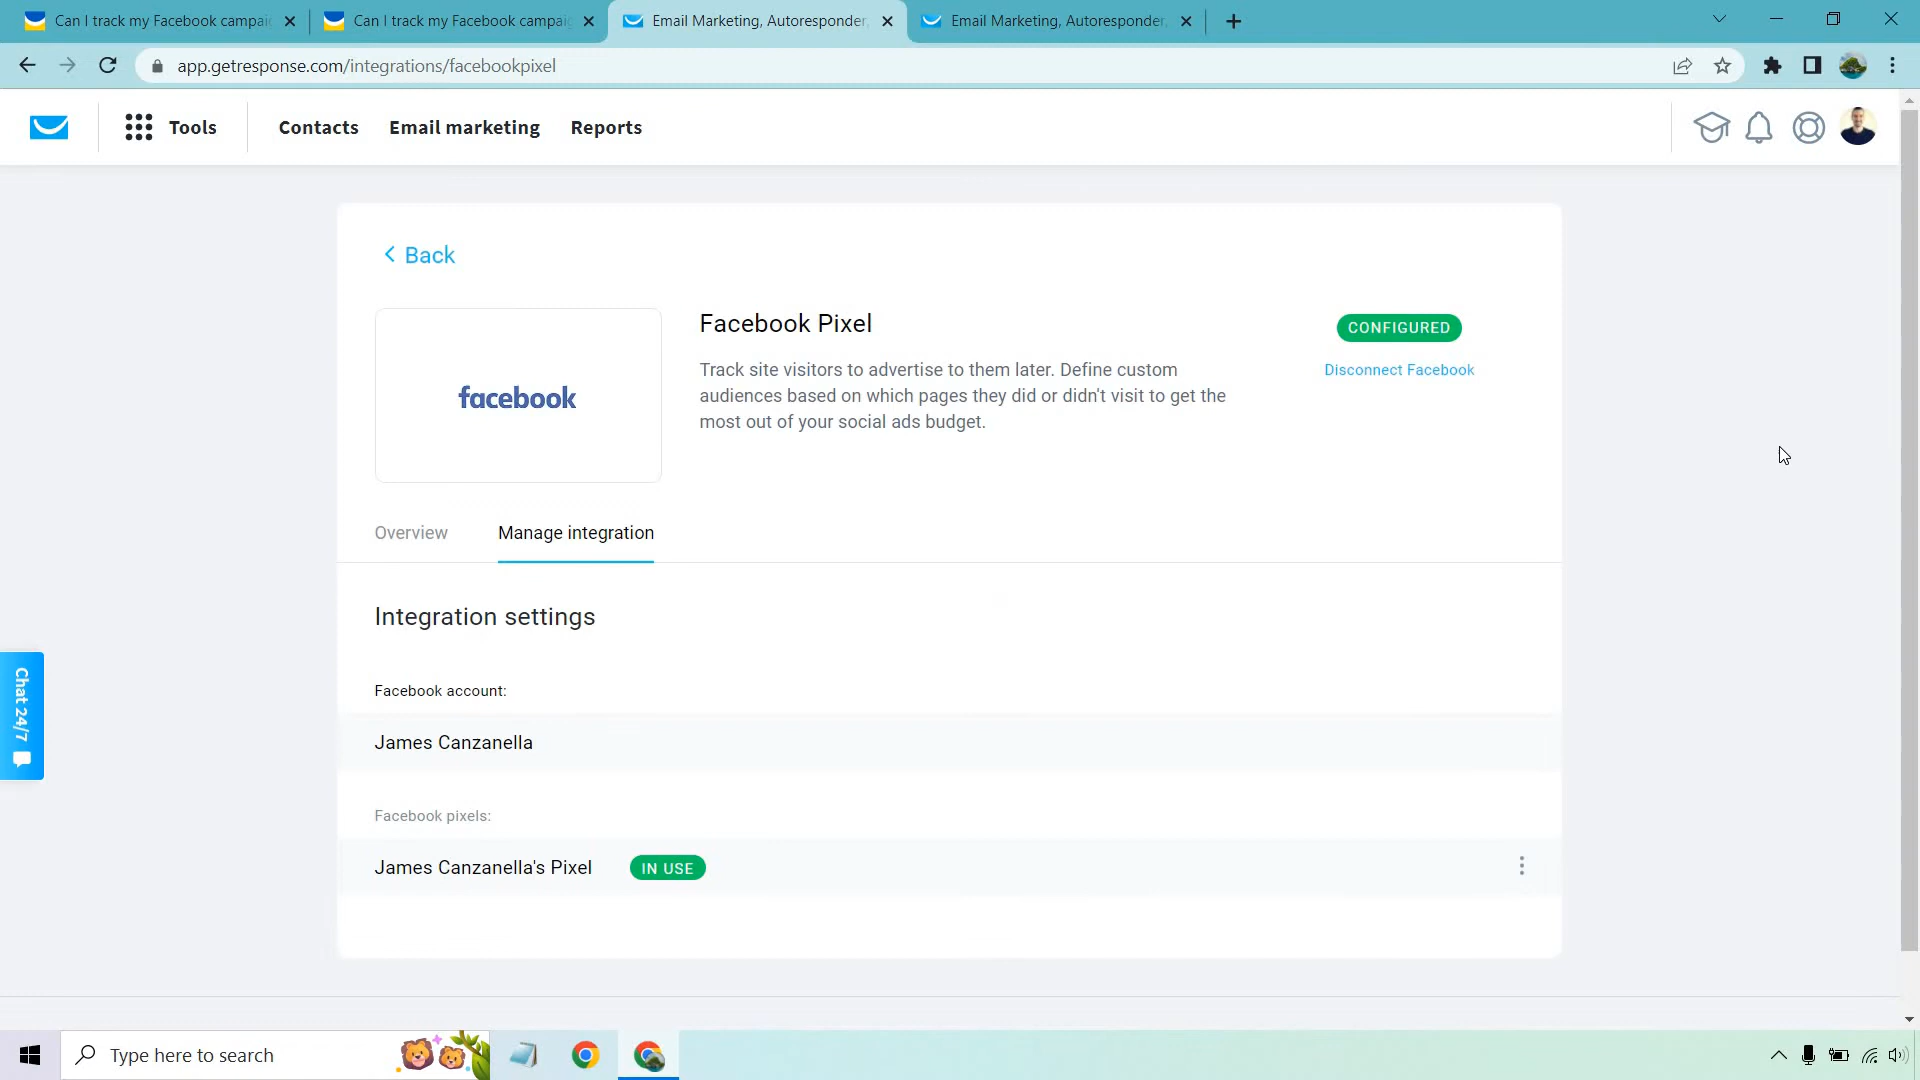 Can I track my Facebook campai
Can I track my Facebook campai
Email Marketing, Autoresponder,
Email Marketing, Autoresponder,
app.getresponse.com/integrations/facebookpixel
Tools
Contacts
Email marketing
Reports
Back
facebook
Facebook Pixel
Track site visitors to advertise to them later. Define custom
audiences based on which pages they did or didn't visit to get the
most out of your social ads budget.
CONFIGURED
Disconnect Facebook
Overview
Manage integration
Integration settings
Facebook account:
James Canzanella
Facebook pixels:
James Canzanella's Pixel
IN USE
Chat 24/7
Type here to search